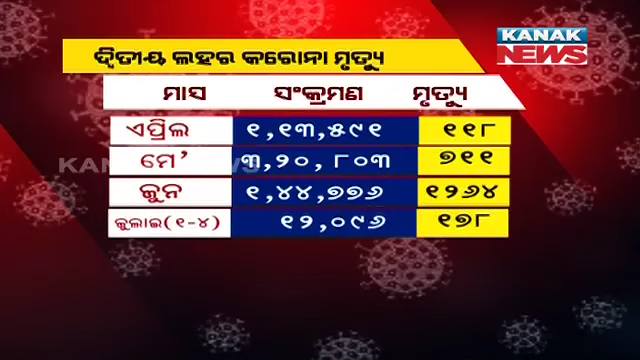 KANAK
NEWS
ଦ୍ୱିତୀୟ ଲହର କରୋନା ମୃତ୍ୟୁ
ମାସ ସଂକ୍ରମଣ ମୃତ୍ୟୁ
ଏପ୍ରିଲ ୧,୧୩,୫୯୧ ୧୧୮
ମେ' ୩,୨୦,୮୦୩ ୭୧୧
ଜୁନ ୧,୪୪,୭୭୬ ୧୨୬୪
ଜୁଲାଇ(୧-୪) ୧୨,୦୯୬ ୧୭୮